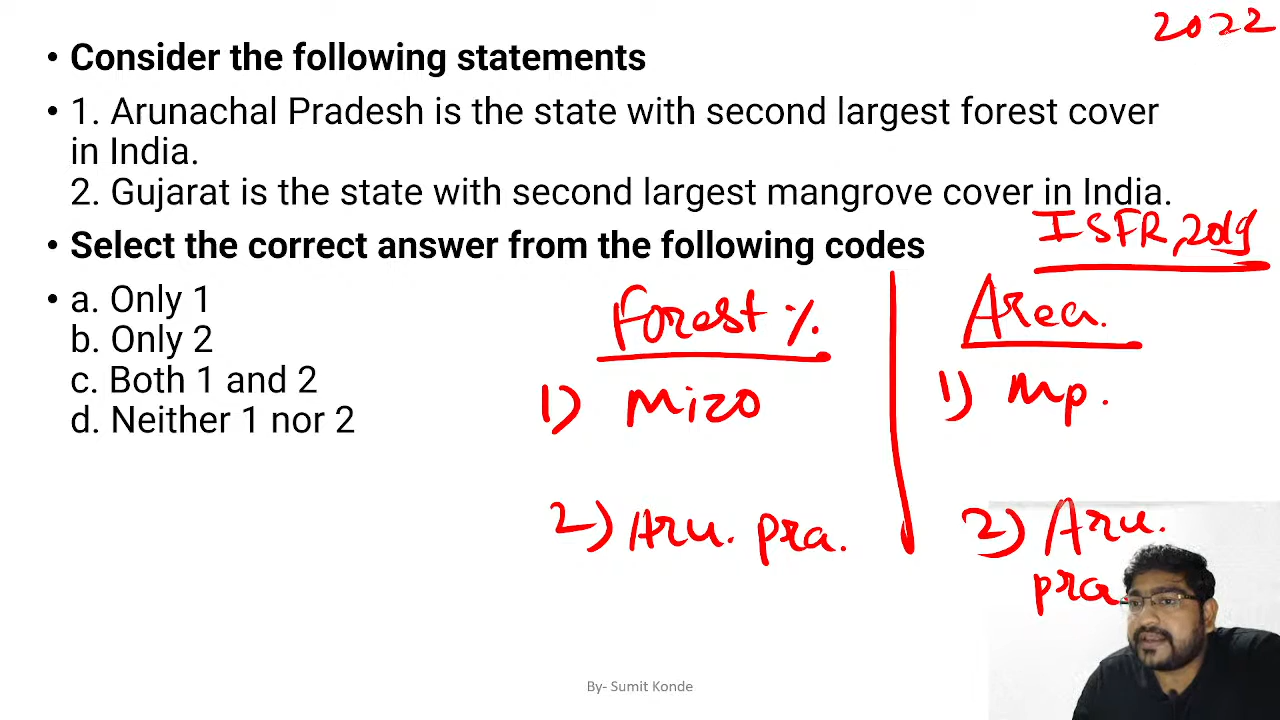 2022
• Consider the following statements
• 1. Arunachal Pradesh is the state with second largest forest cover
in India.
2. Gujarat is the state with second largest mangrove cover in India.
• Select the correct answer from the following codes
ISFR, 2019
• a. Only 1
b. Only 2
c. Both 1 and 2
d. Neither 1 nor 2
Forest %
1) Mizo
2) Aru. pra.
Area.
1) Mp.
2) Aru.
pra.
By- Sumit Konde